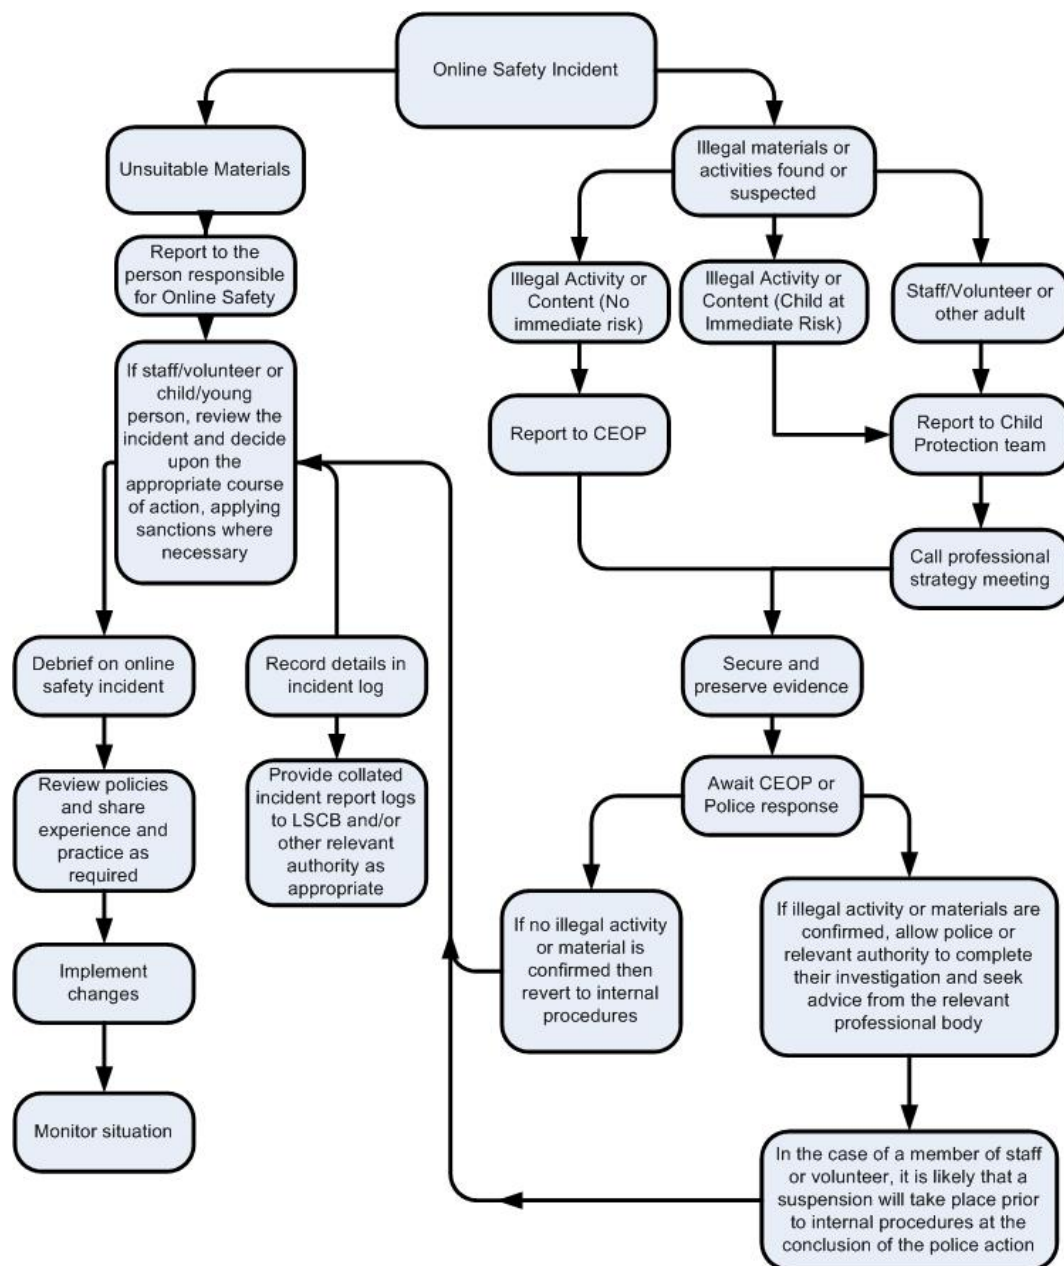 Online Safety Incident
Unsuitable Materials
Illegal materials or
activities found or
suspected
Report to the
person responsible
for Online Safety
Illegal Activity or
Content (No
immediate risk)
Illegal Activity or
Content (Child at
Immediate Risk)
Staff/Volunteer or
other adult
If staff/volunteer or
child/young
person, review the
incident and decide
upon the
appropriate course
of action, applying
sanctions where
necessary
Report to CEOP
Report to Child
Protection team
Call professional
strategy meeting
Debrief on online
safety incident
Record details in
incident log
Secure and
preserve evidence
Review policies
and share
experience and
practice as
required
Provide collated
incident report logs
to LSCB and/or
other relevant
authority as
appropriate
Await CEOP or
Police response
If no illegal activity
or material is
confirmed then
revert to internal
procedures
If illegal activity or materials are
confirmed, allow police or
relevant authority to complete
their investigation and seek
advice from the relevant
professional body
Implement
changes
Monitor situation
In the case of a member of staff
or volunteer, it is likely that a
suspension will take place prior
to internal procedures at the
conclusion of the police action